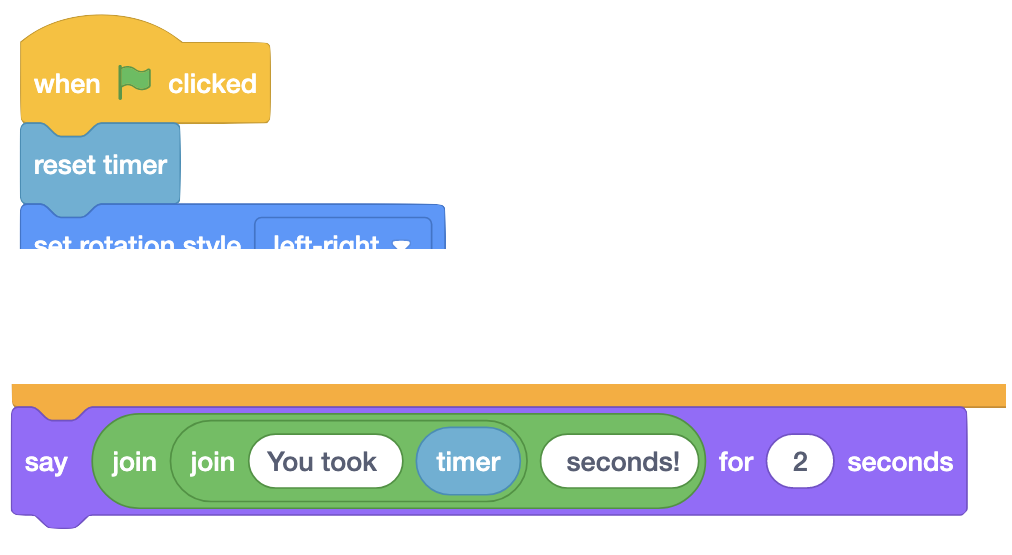 when clicked
reset timer
set rotation style left-right
say join join You took timer seconds! for 2 seconds